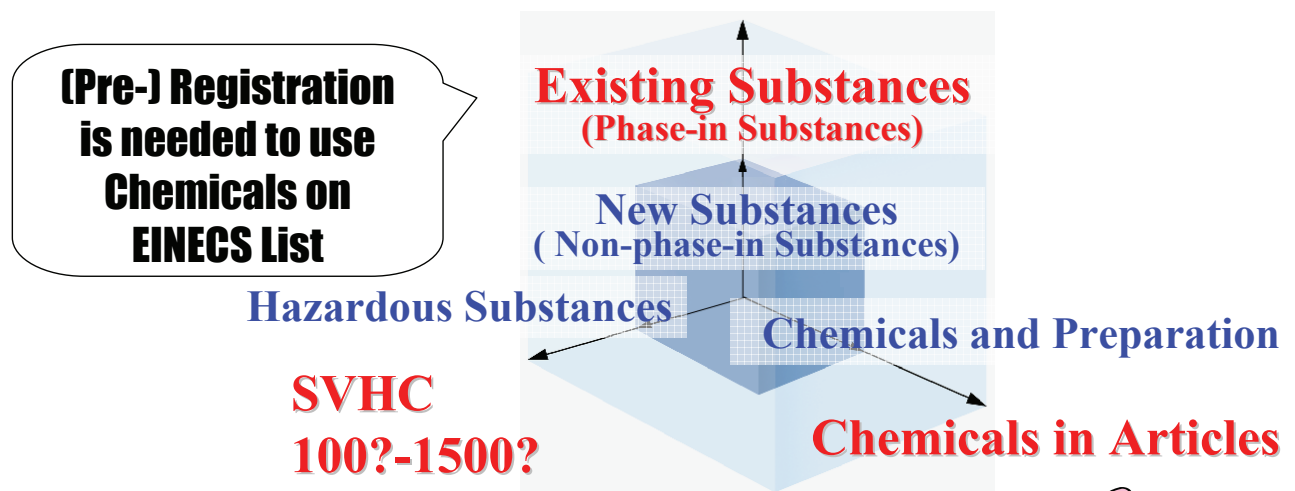 (Pre-) Registration
is needed to use
Chemicals on
EINECS List
Existing Substances
(Phase-in Substances)
New Substances
( Non-phase-in Substances)
Hazardous Substances
Chemicals and Preparation
SVHC
100?-1500?
Chemicals in Articles